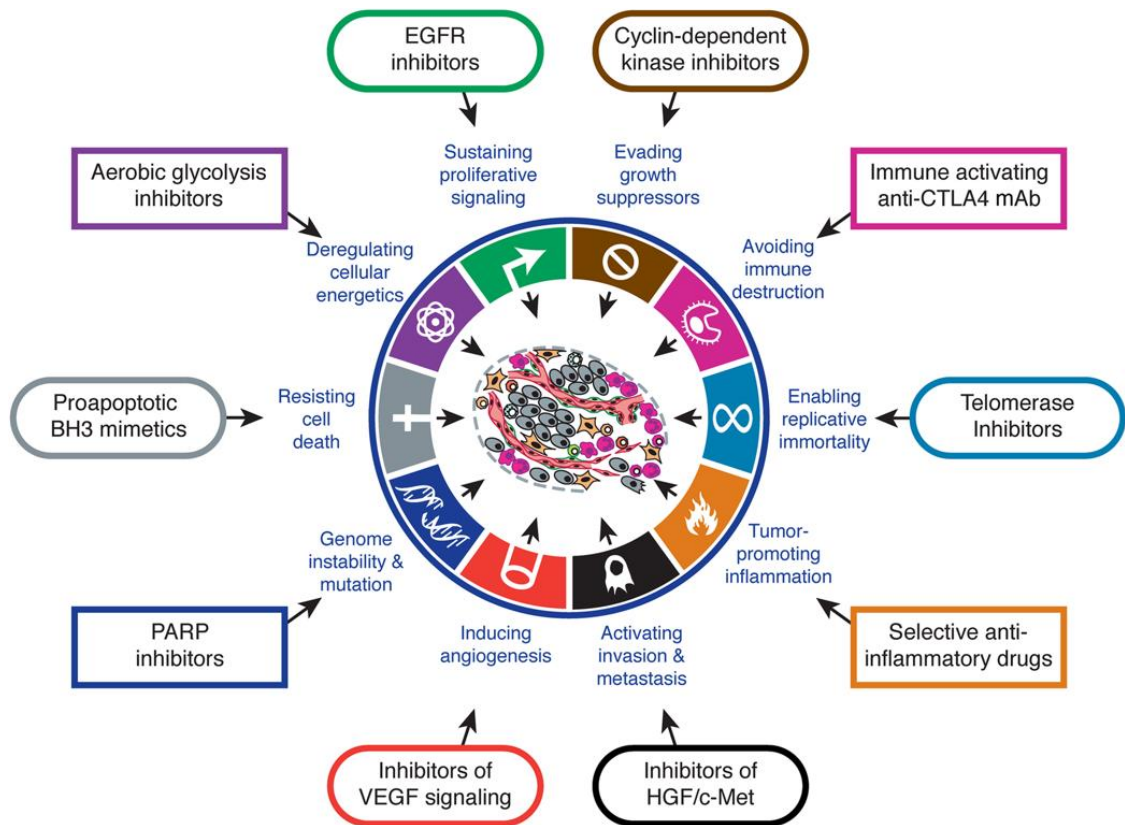 EGFR
inhibitors
Cyclin-dependent
kinase inhibitors
Sustaining
proliferative
signaling
Evading
growth
suppressors
Aerobic glycolysis
inhibitors
Immune activating
anti-CTLA4 mAb
Deregulating
cellular
energetics
Avoiding
immune
destruction
Proapoptotic
BH3 mimetics
Resisting
cell
death
Enabling
replicative
immortality
Telomerase
Inhibitors
Genome
instability &
mutation
Tumor-
promoting
inflammation
PARP
inhibitors
Inducing
angiogenesis
Activating
invasion &
metastasis
Selective anti-
inflammatory drugs
Inhibitors of
VEGF signaling
Inhibitors of
HGF/c-Met